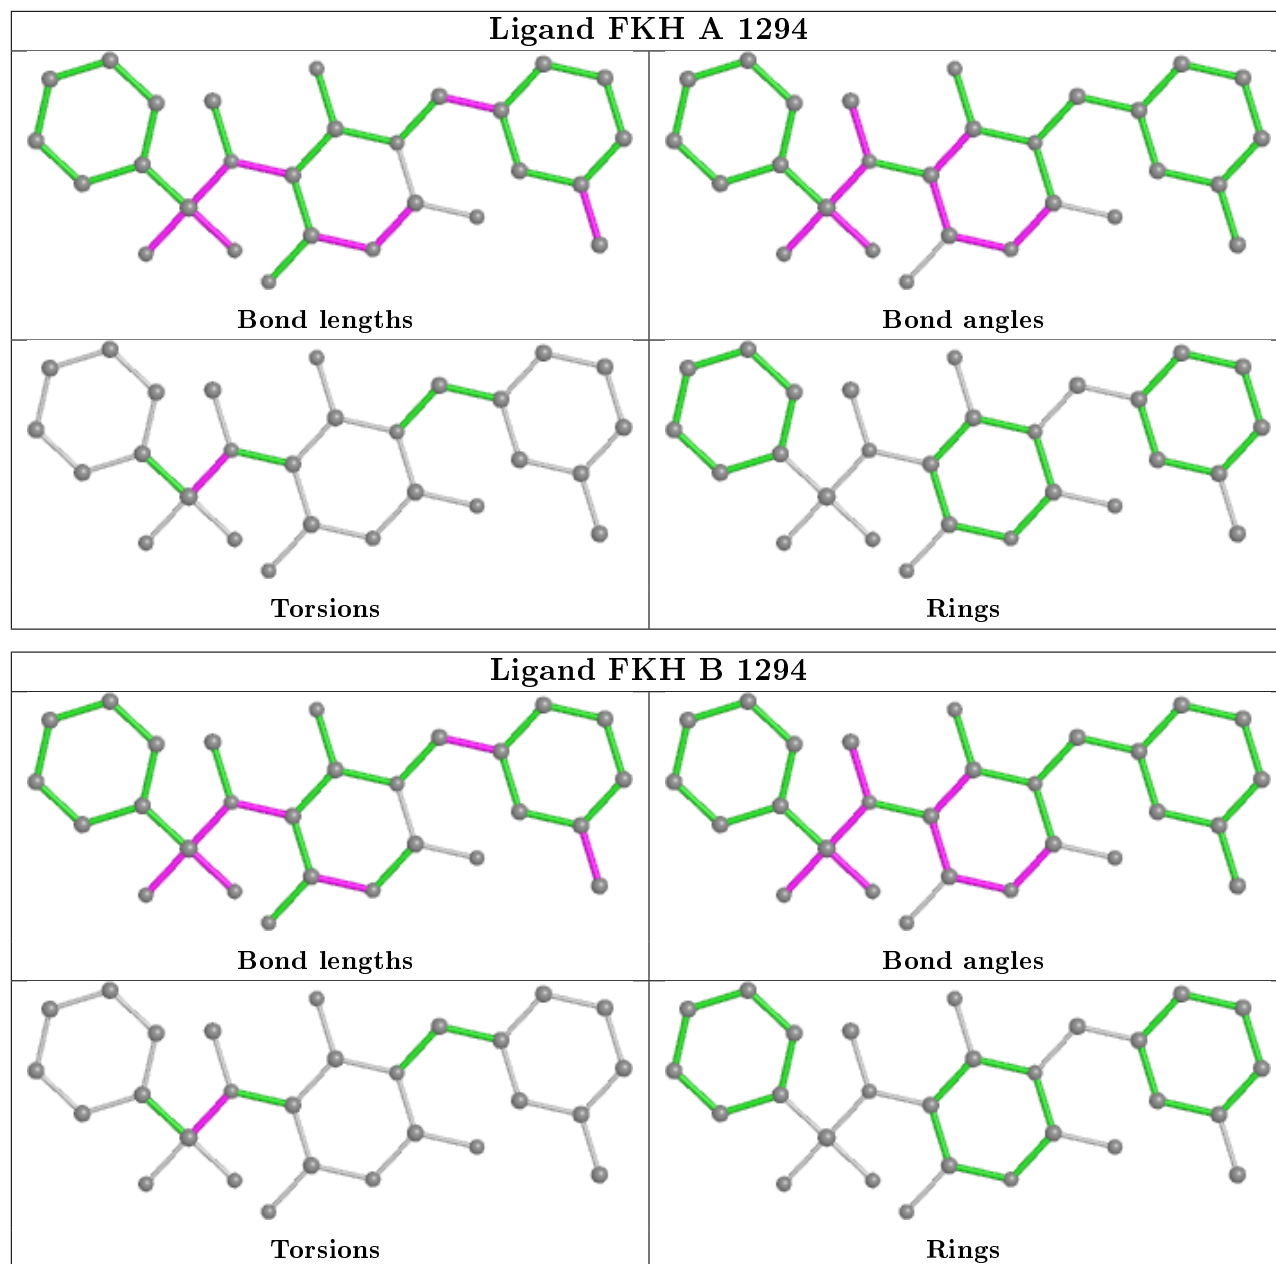 Ligand FKH A 1294
Bond lengths
Bond angles
Torsions
Rings
Ligand FKH B 1294
Bond lengths
Bond angles
Torsions
Rings